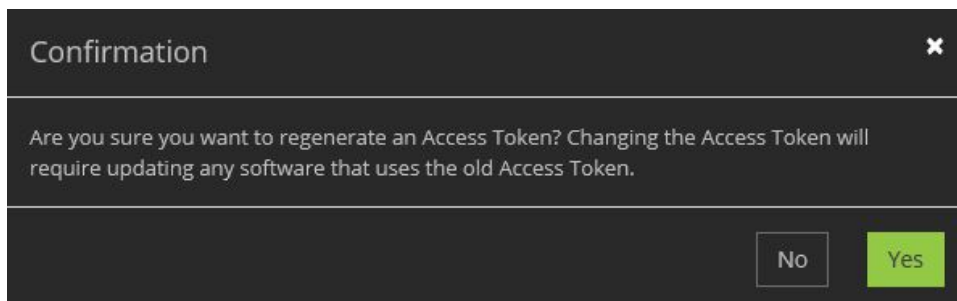 Confirmation
Are you sure you want to regenerate an Access Token? Changing the Access Token will
require updating any software that uses the old Access Token.
No
Yes